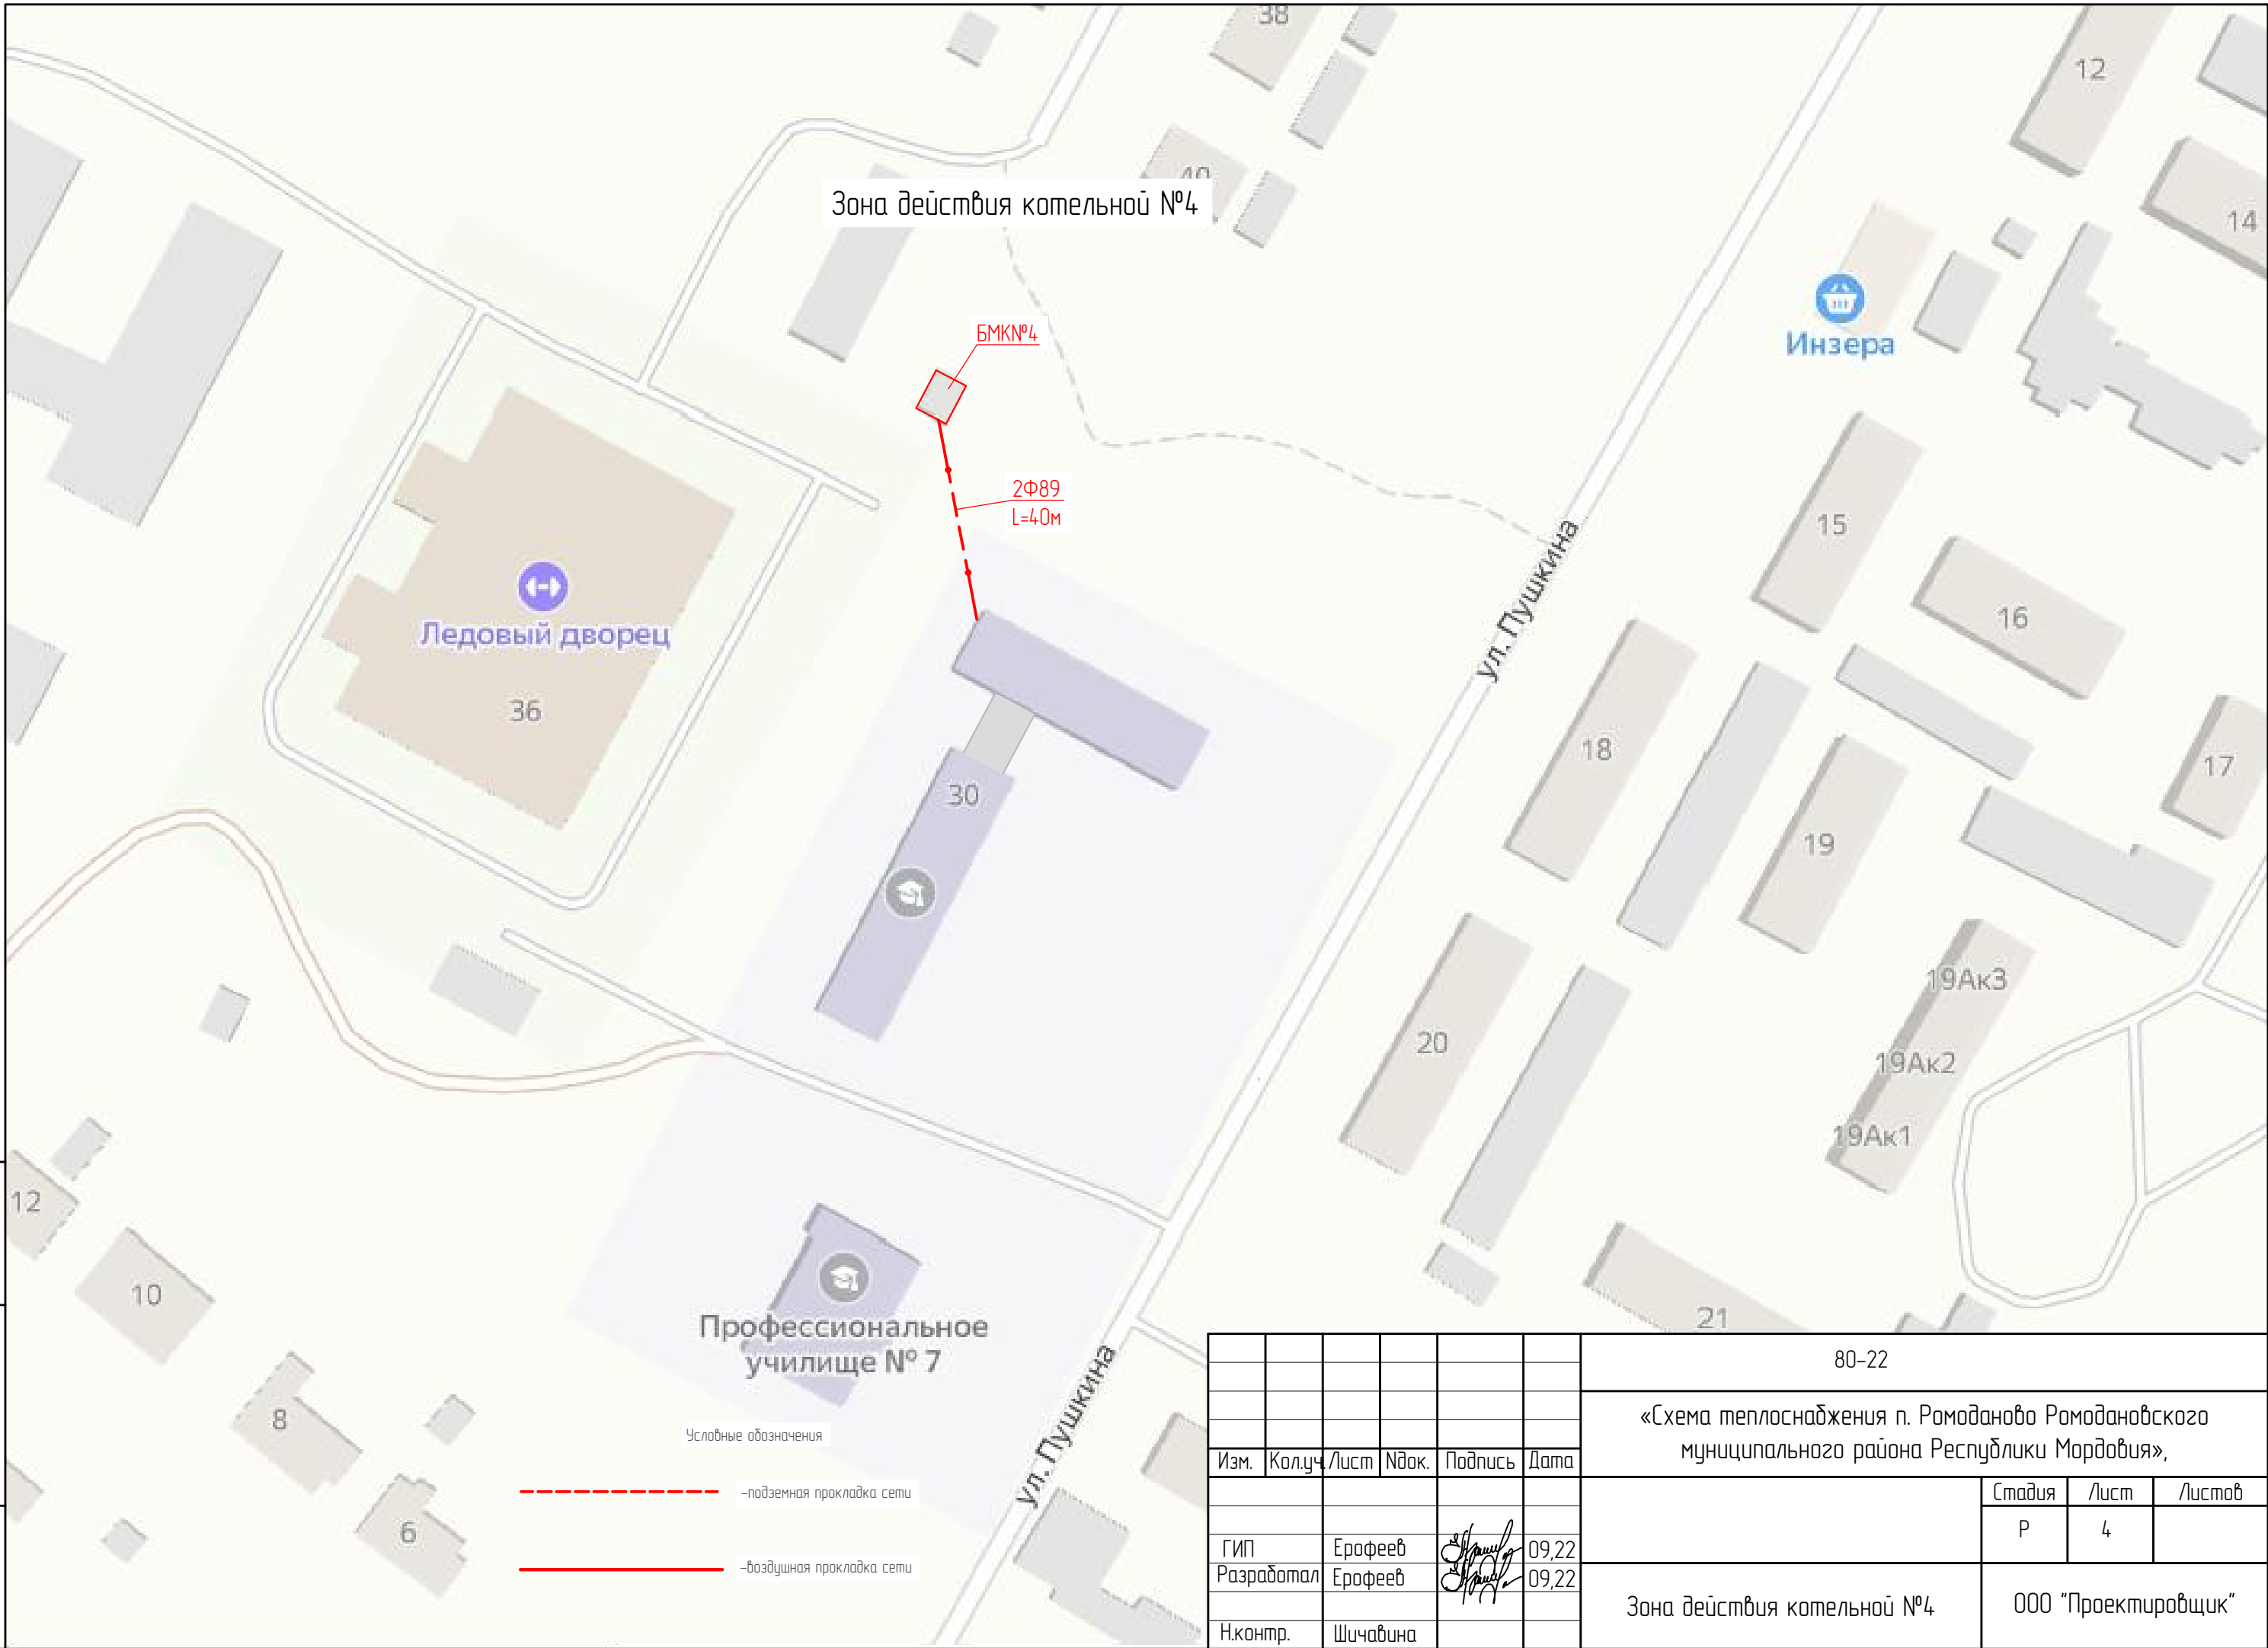 38
12
40
14
Зона действия котельной №4
БМК№4
Инзера
2Ф89
L=40м
15
ул. Пушкина
16
Ледовый дворец
36
18
17
30
19
19Ак3
20
19Ак2
19Ак1
12
10
21
Профессиональное
училище № 7
ул. Пушкина
8
6
Условные обозначения
-подземная прокладка сети
-воздушная прокладка сети
80-22
«Схема теплоснабжения п. Ромоданово Ромодановского
муниципального района Республики Мордовия»,
Изм. Кол.уч. Лист Nдок. Подпись Дата
Стадия Лист Листов
Р 4
ГИП Ерофеев 09,22
Разработал Ерофеев 09,22
Н.контр. Шичавина
Зона действия котельной №4
ООО "Проектировщик"